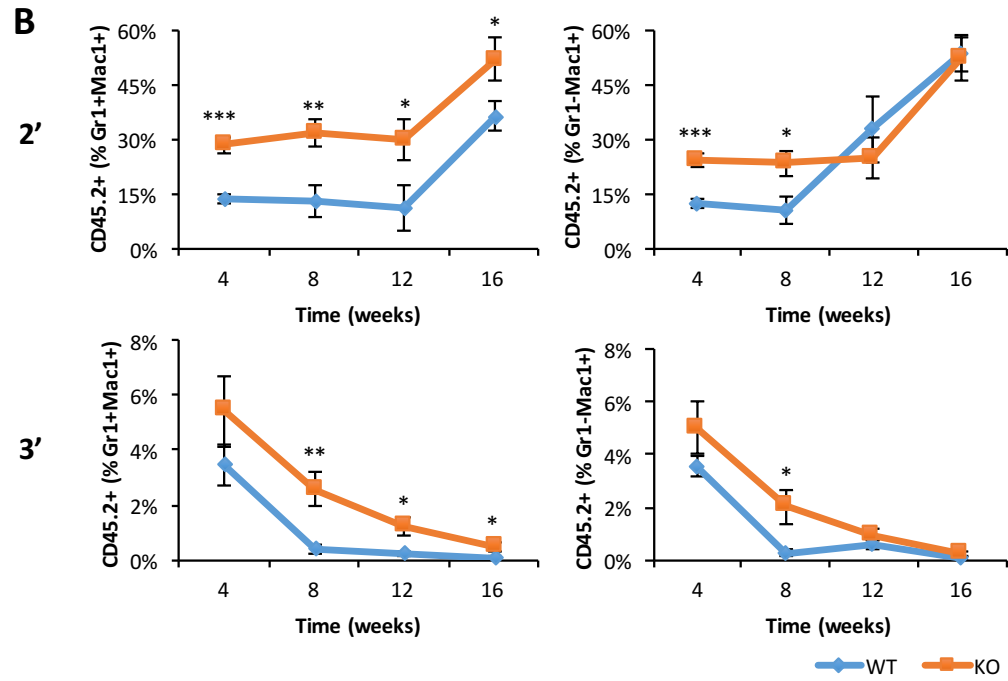 B
2’
CD45.2+ (% Gr1+Mac1+)
60%
45%
30%
15%
0%
***
**
*
*
4 8 12 16
Time (weeks)
CD45.2+ (% Gr1-Mac1+)
60%
45%
30%
15%
0%
***
*
4 8 12 16
Time (weeks)
3’
CD45.2+ (% Gr1+Mac1+)
8%
6%
4%
2%
0%
**
*
*
4 8 12 16
Time (weeks)
CD45.2+ (% Gr1-Mac1+)
8%
6%
4%
2%
0%
*
4 8 12 16
Time (weeks)
WT KO